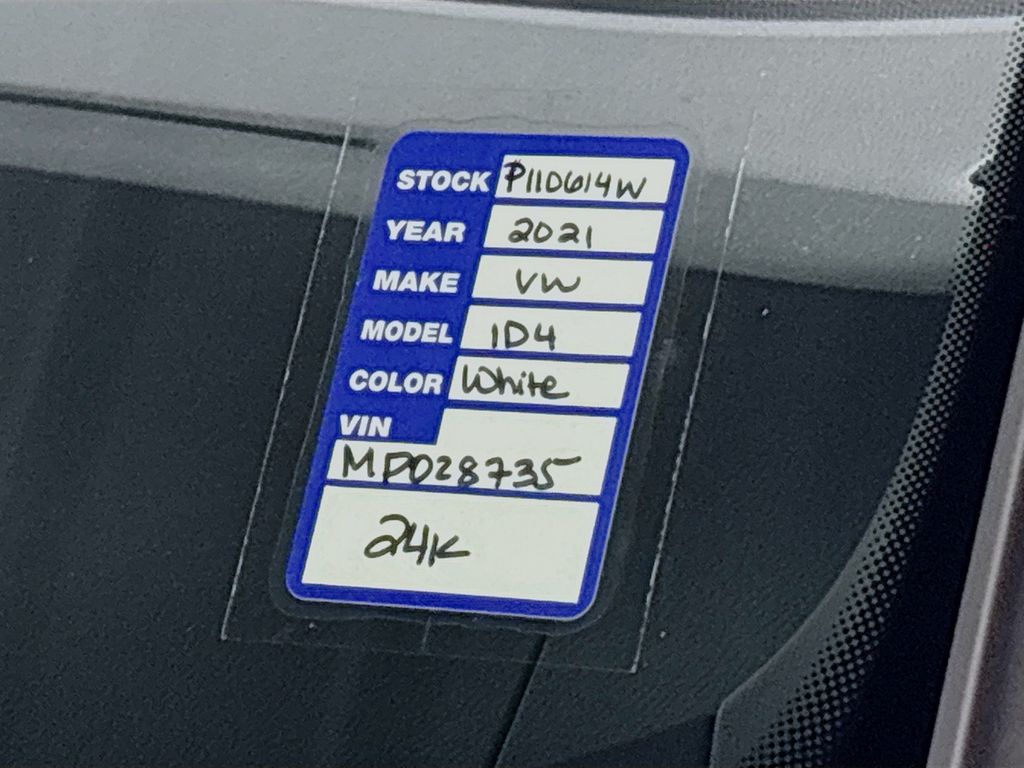 STOCK P110614W
YEAR 2021
MAKE VW
MODEL ID4
COLOR White
VIN
MP028735
24K